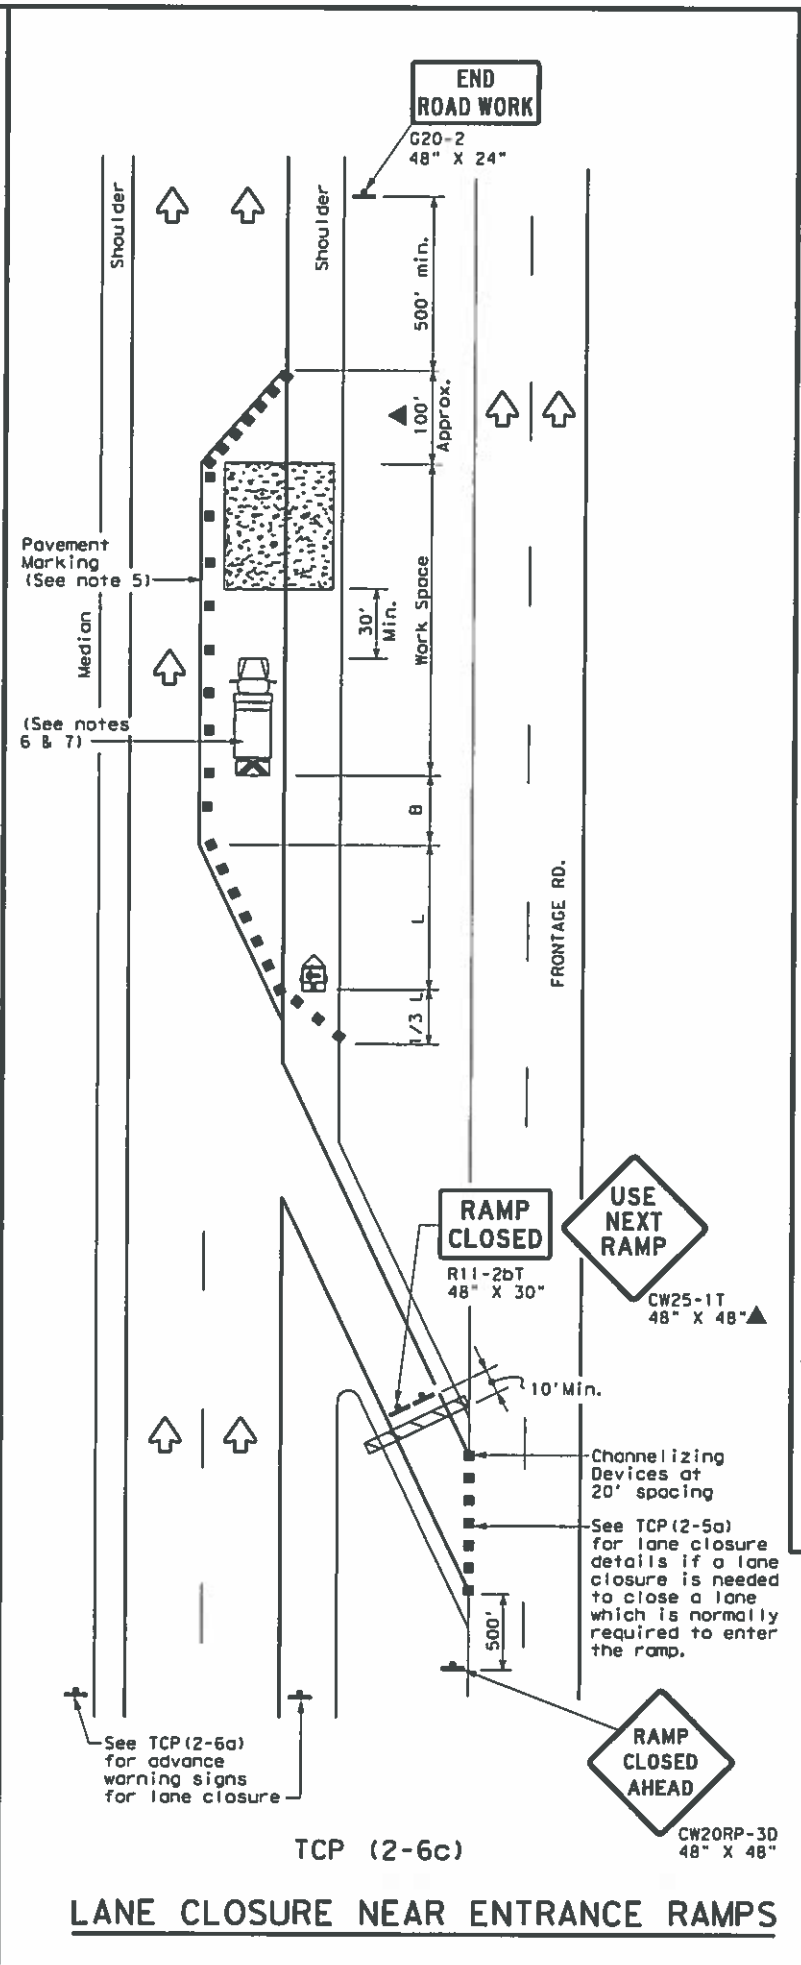 END
ROAD WORK
G20-2
48" X 24"
Shoulder
Shoulder
500' min.
100'
Approx.
Pavement
Marking
(See note 5)
Median
30'
Min.
Work Space
(See notes
6 & 7)
B
L
1/3 L
FRONTAGE RD.
RAMP
CLOSED
R11-2bT
48" X 30"
USE
NEXT
RAMP
CW25-1T
48" X 48"
10'Min.
Channelizing
Devices at
20' spacing
See TCP(2-5a)
for lane closure
details if a lane
closure is needed
to close a lane
which is normally
required to enter
the ramp.
500'
See TCP(2-6a)
for advance
warning signs
for lane closure
RAMP
CLOSED
AHEAD
CW20RP-3D
48" X 48"
TCP (2-6c)
LANE CLOSURE NEAR ENTRANCE RAMPS